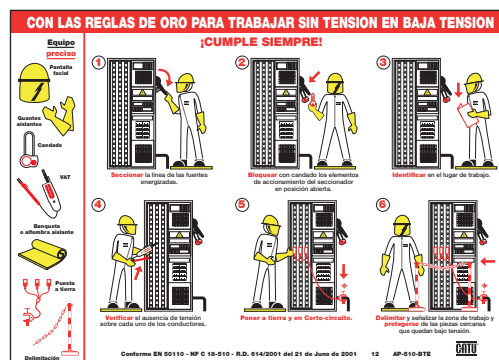 CON LAS REGLAS DE ORO PARA TRABAJAR SIN TENSION EN BAJA TENSION
¡CUMPLE SIEMPRE!
Equipo
preciso
Pantalla
facial
Guantes
aislantes
Candado
VAT
Banqueta
o alfombra aislante
Puesta
a tierra
Delimitación
1
Seccionar la línea de las fuentes
energizadas.
2
Bloquear con candado los elementos
de accionamiento del seccionador
en posición abierta.
3
Identificar en el lugar de trabajo.
4
Verificar el ausencia de tensión
sobre cada uno de los conductores.
5
Poner a tierra y en Corto-circuito.
6
Delimitar y señalizar la zona de trabajo y
protegerse de las piezas cercanas
que quedan bajo tensión.
Conforme EN 50110 - NF C 18-510 - R.D. 614/2001 del 21 de Juno de 2001 12 AP-510-BTE
CATU